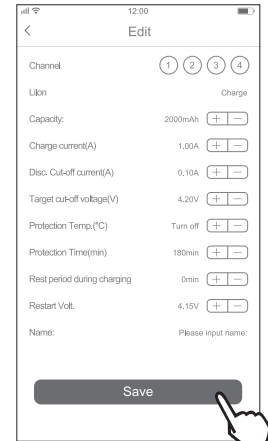 12:00
Edit
Channel 1 2 3 4
LiIon Charge
Capacity: 2000mAh + −
Charge current(A) 1.00A + −
Disc. Cut-off current(A) 0.10A + −
Target cut-off voltage(V) 4.20V + −
Protection Temp.(°C) Turn off + −
Protection Time(min) 180min + −
Rest period during charging 0min + −
Restart Volt. 4.15V + −
Name: Please input name:
Save